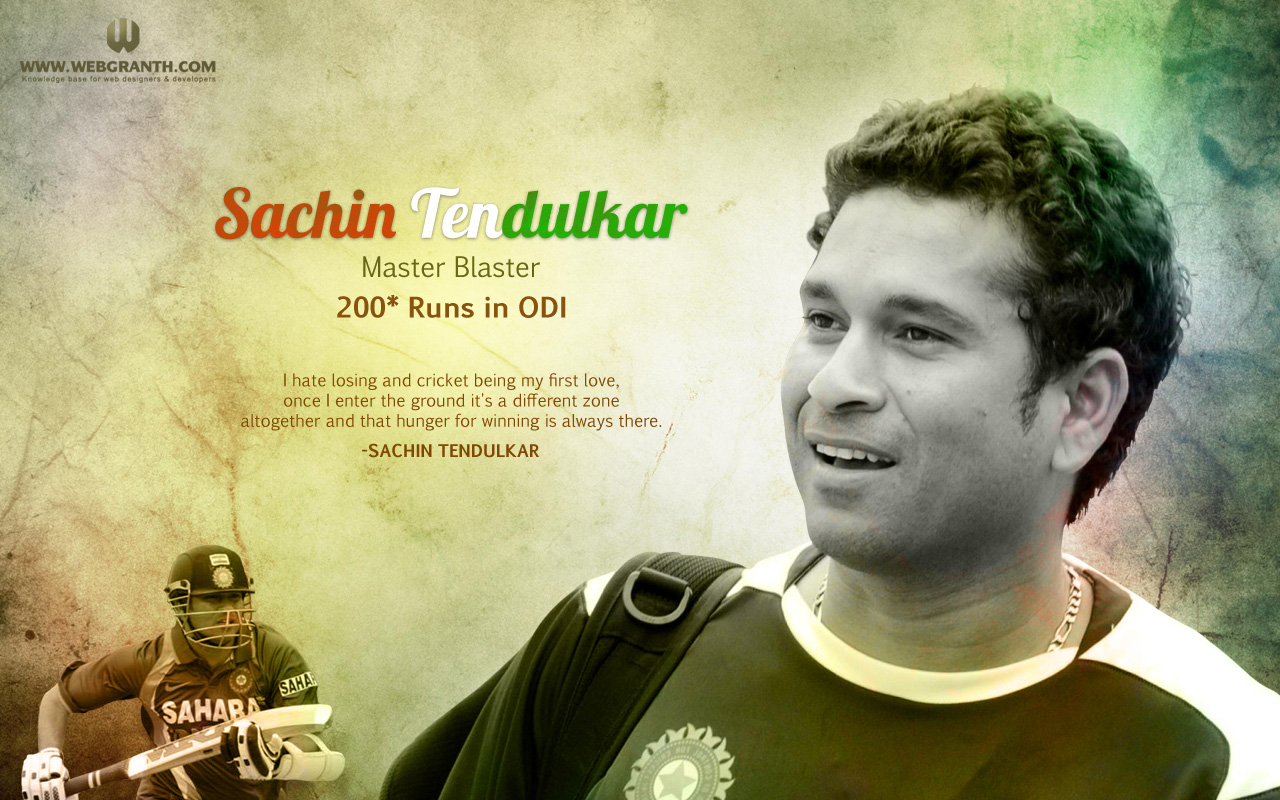 WWW.WEBGRANTH.COM
Knowledge base for web designers & developers
Sachin Tendulkar
Master Blaster
200* Runs in ODI
I hate losing and cricket being my first love,
once I enter the ground it's a different zone
altogether and that hunger for winning is always there.
-SACHIN TENDULKAR
SAHARA
SAHAR